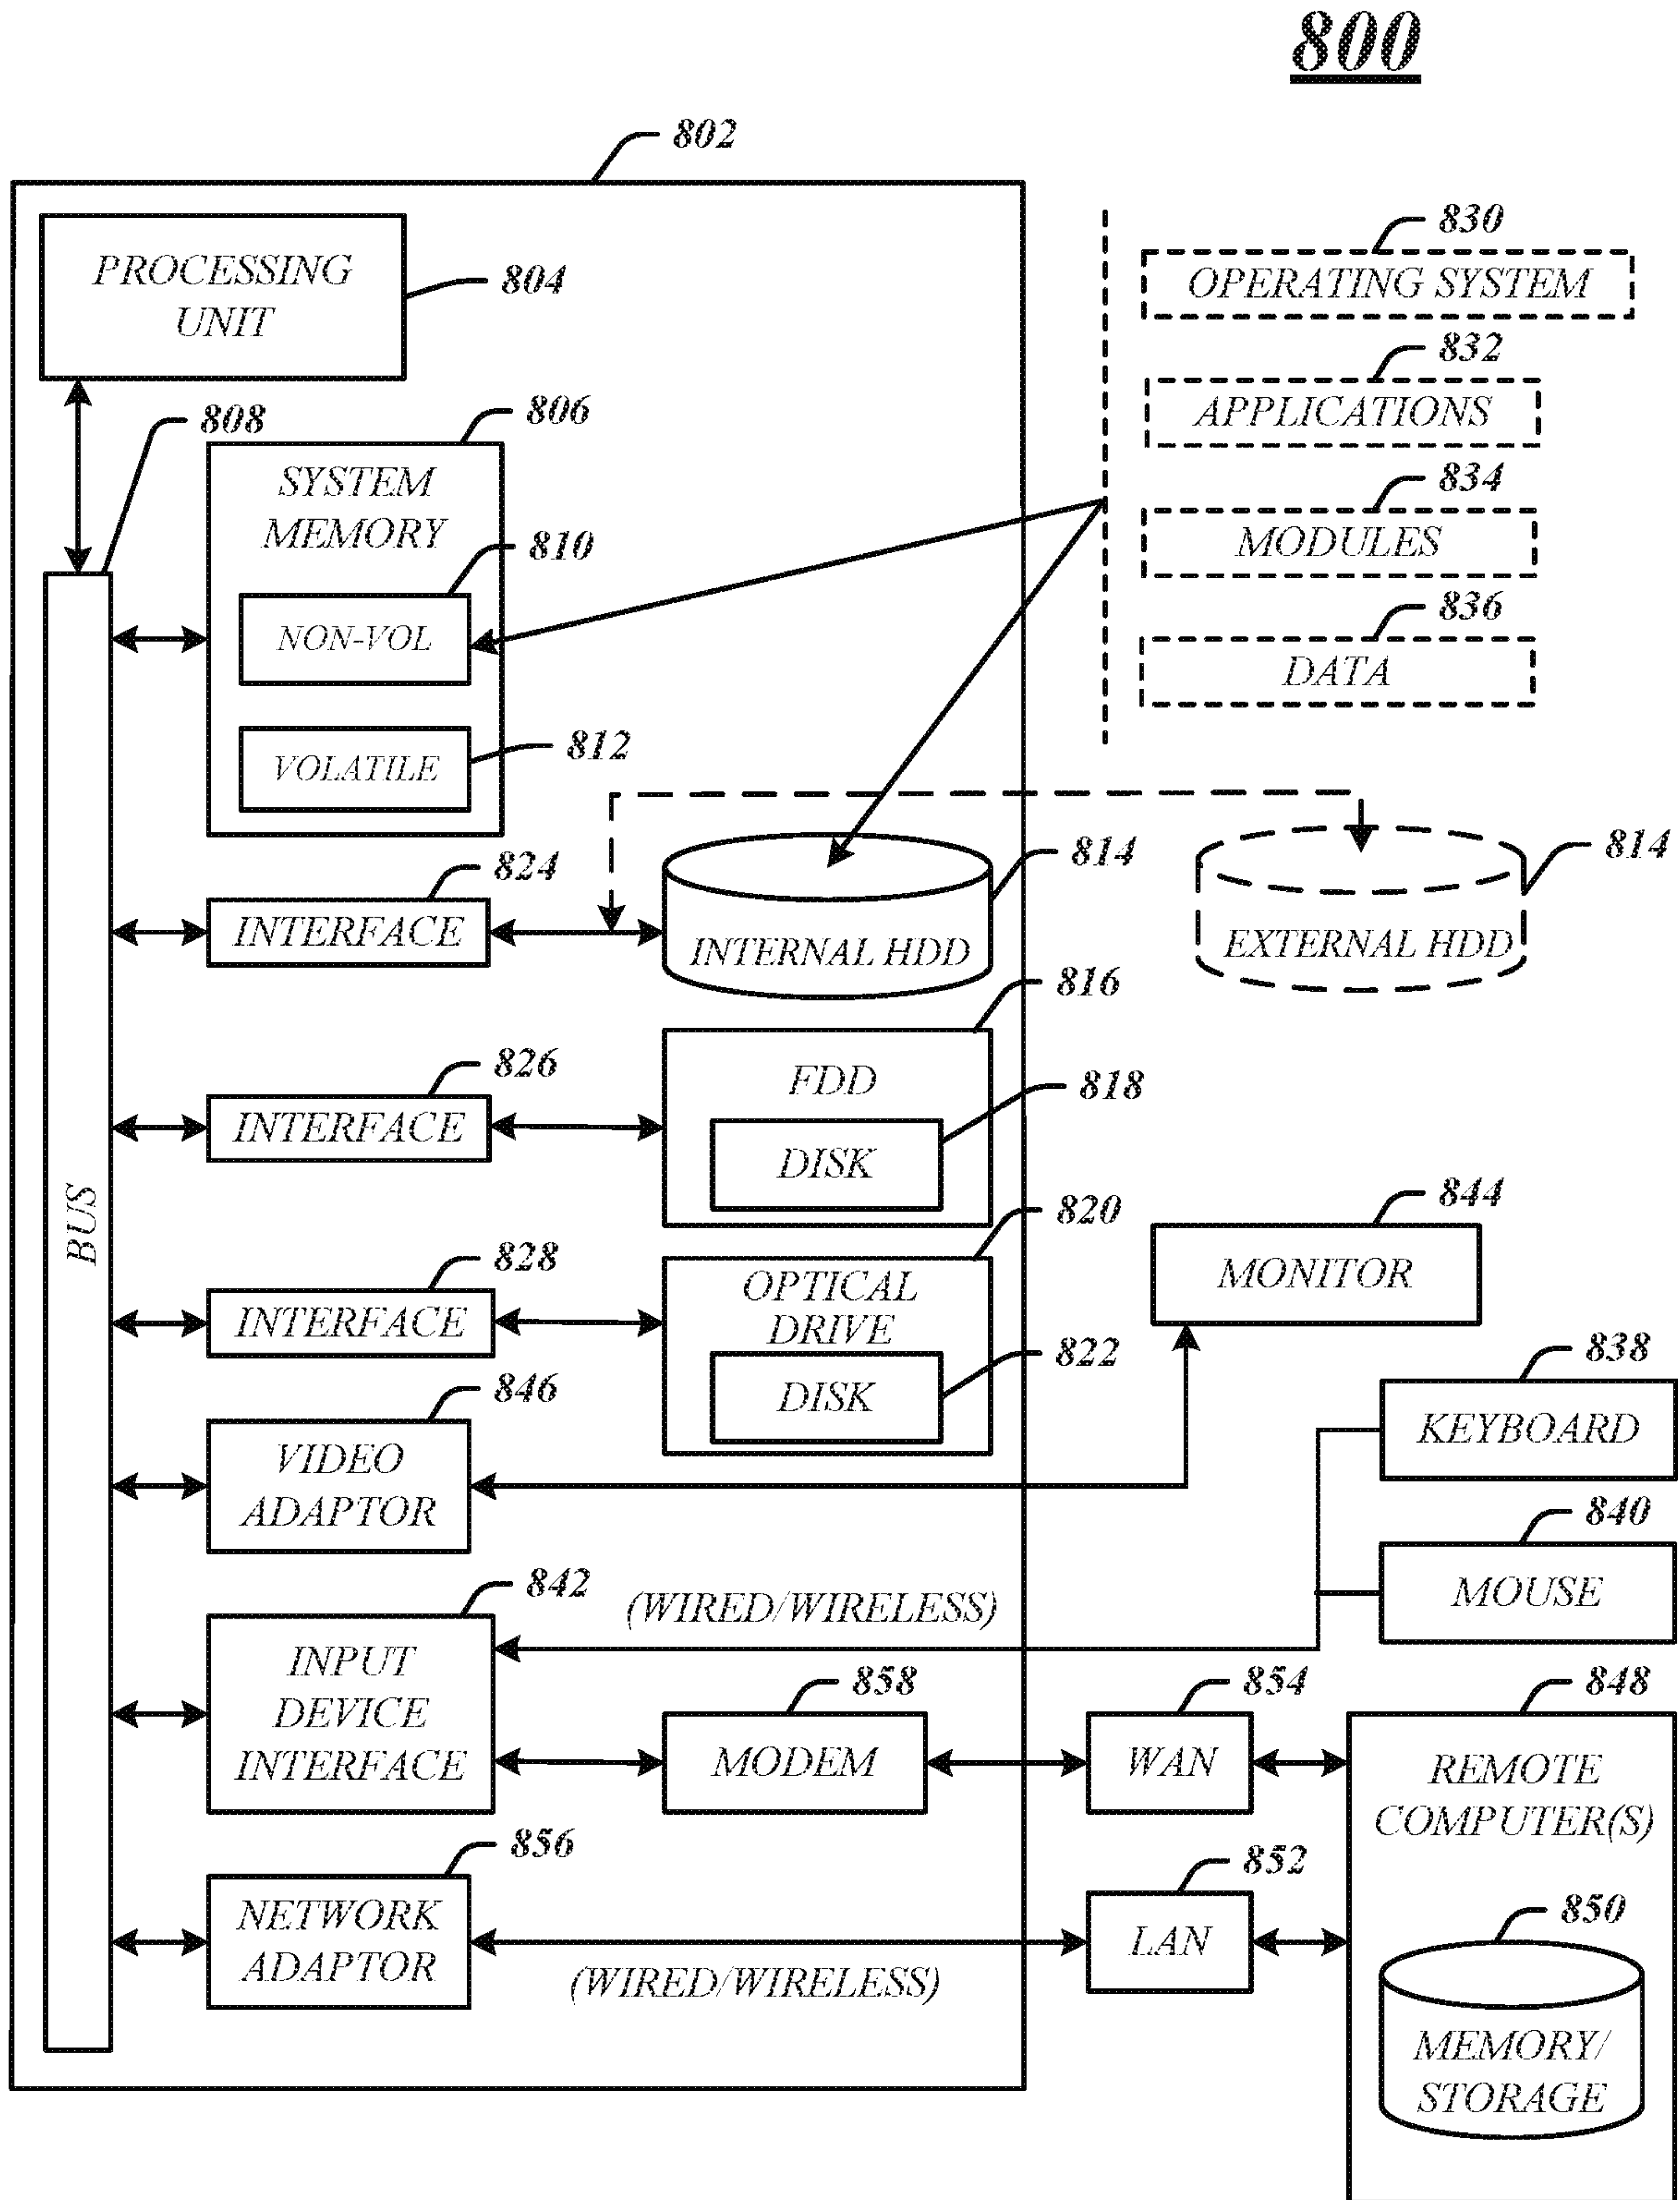 800
802
PROCESSING
UNIT
804
808
806
SYSTEM
MEMORY
810
NON-VOL
812
VOLATILE
830
OPERATING SYSTEM
832
APPLICATIONS
834
MODULES
836
DATA
BUS
824
INTERFACE
814
INTERNAL HDD
814
EXTERNAL HDD
826
INTERFACE
816
FDD
818
DISK
828
INTERFACE
820
OPTICAL
DRIVE
822
DISK
844
MONITOR
846
VIDEO
ADAPTOR
838
KEYBOARD
840
MOUSE
842
INPUT
DEVICE
INTERFACE
(WIRED/WIRELESS)
858
MODEM
854
WAN
848
REMOTE
COMPUTER(S)
856
NETWORK
ADAPTOR
(WIRED/WIRELESS)
852
LAN
850
MEMORY/
STORAGE